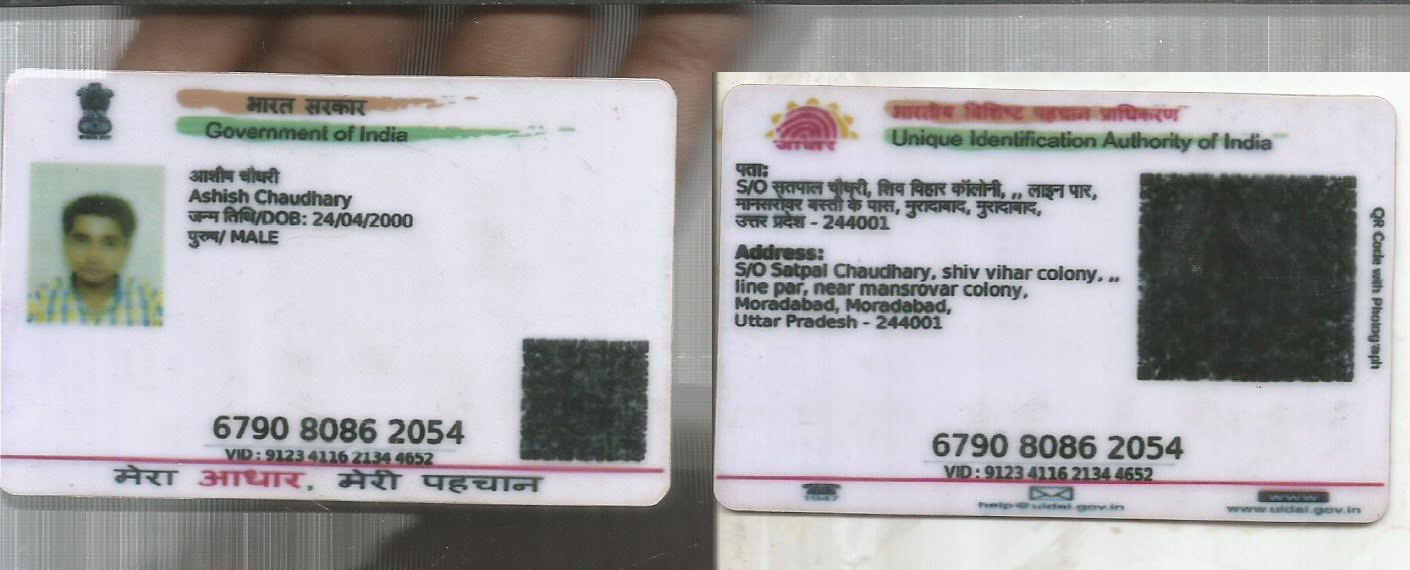 भारत सरकार
Government of India
आशीष चौधरी
Ashish Chaudhary
जन्म तिथि/DOB: 24/04/2000
पुरुष/ MALE
6790 8086 2054
VID : 9123 4116 2134 4652
मेरा आधार, मेरी पहचान
भारतीय विशिष्ट पहचान प्राधिकरण
Unique Identification Authority of India
आधार
पता:
S/O सतपाल चौधरी, शिव विहार कॉलोनी, ,, लाइन पार,
मानसरोवर बस्ती के पास, मुरादाबाद, मुरादाबाद,
उत्तर प्रदेश - 244001
Address:
S/O Satpal Chaudhary, shiv vihar colony, ,,
line par, near mansrovar colony,
Moradabad, Moradabad,
Uttar Pradesh - 244001
QR Code with Photograph
6790 8086 2054
VID : 9123 4116 2134 4652
1947
help@uidai.gov.in
www
www.uidai.gov.in